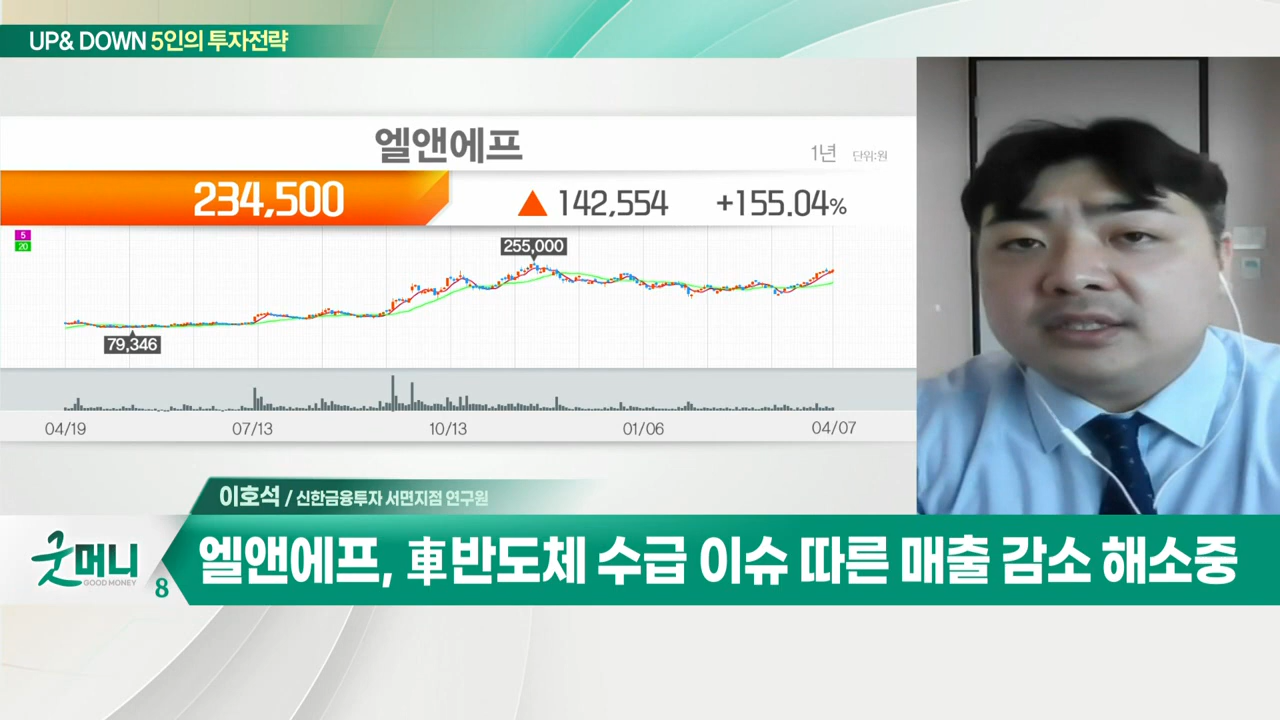 UP& DOWN 5인의 투자전략
엘앤에프
1년 단위:원
234,500 ▲ 142,554 +155.04%
5
20
255,000
79,346
04/19 07/13 10/13 01/06 04/07
이호석 / 신한금융투자 서면지점 연구원
굿머니
GOOD MONEY
8
엘앤에프, 車반도체 수급 이슈 따른 매출 감소 해소중